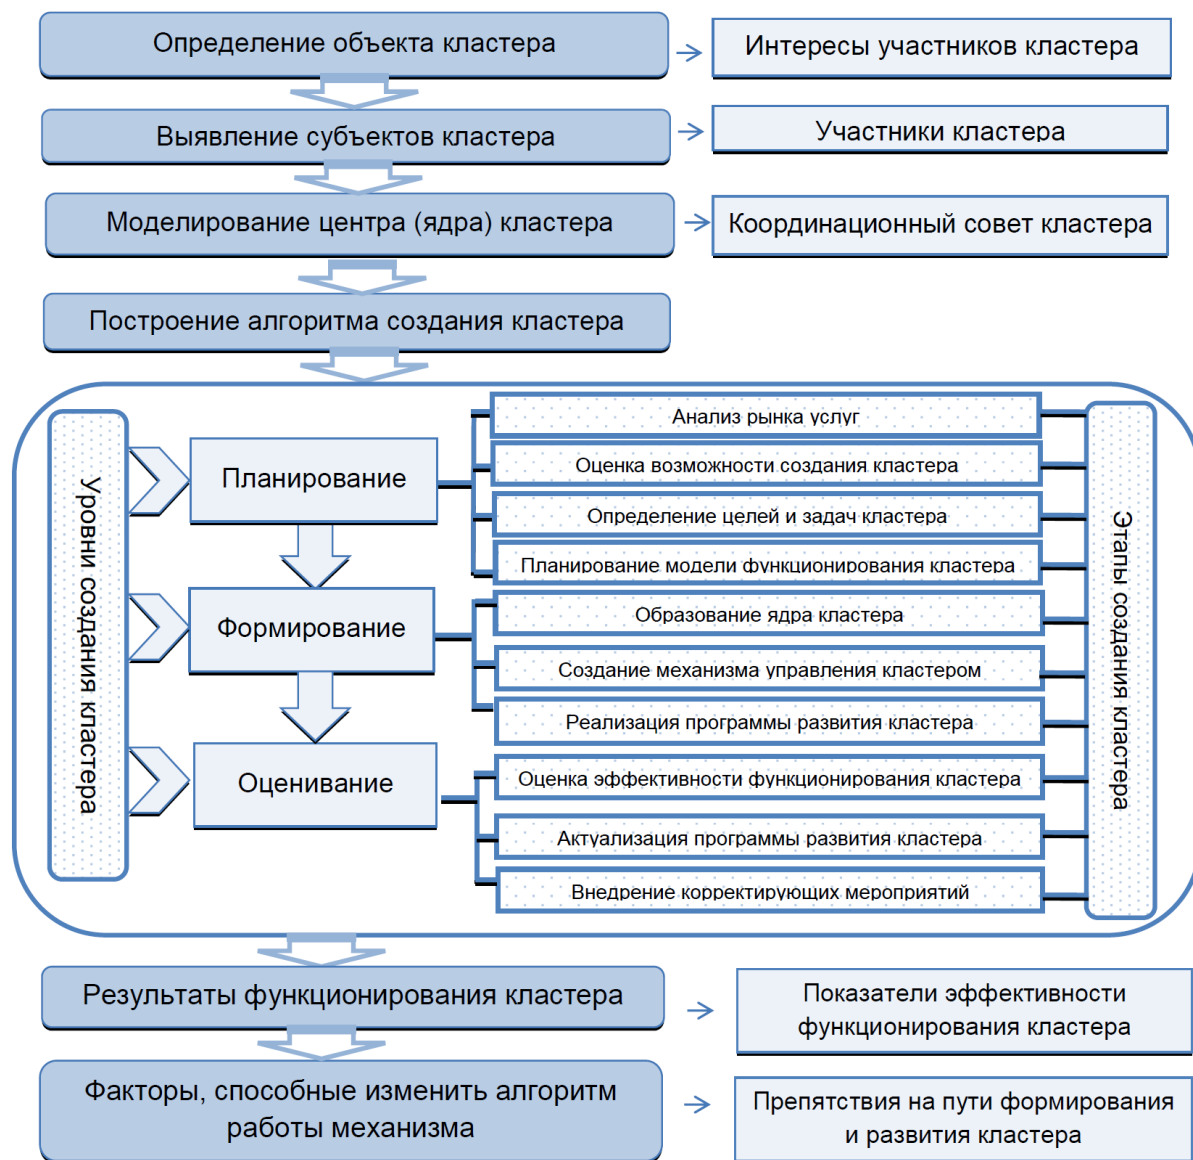 Определение объекта кластера
Интересы участников кластера
Выявление субъектов кластера
Участники кластера
Моделирование центра (ядра) кластера
Координационный совет кластера
Построение алгоритма создания кластера
Уровни создания кластера
Планирование
Анализ рынка услуг
Оценка возможности создания кластера
Определение целей и задач кластера
Планирование модели функционирования кластера
Формирование
Образование ядра кластера
Создание механизма управления кластером
Реализация программы развития кластера
Оценивание
Оценка эффективности функционирования кластера
Актуализация программы развития кластера
Внедрение корректирующих мероприятий
Этапы создания кластера
Результаты функционирования кластера
Показатели эффективности
функционирования кластера
Факторы, способные изменить алгоритм
работы механизма
Препятствия на пути формирования
и развития кластера